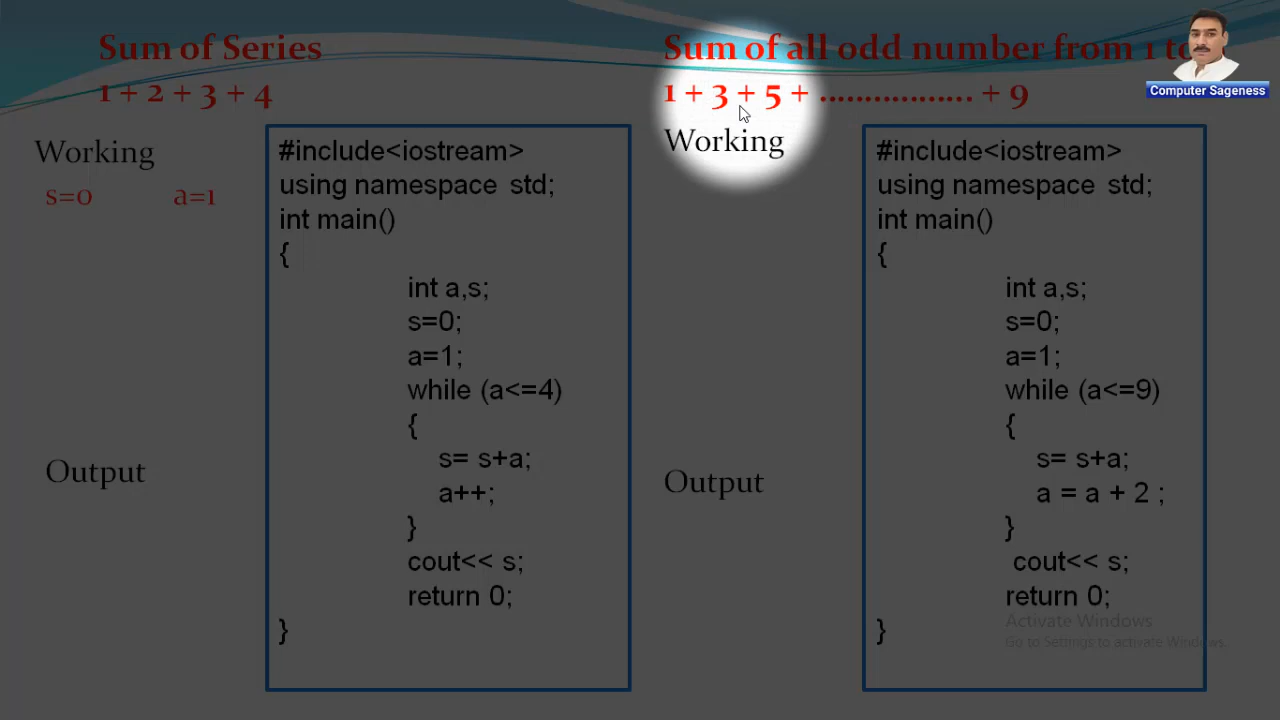 Sum of Series
1 + 2 + 3 + 4
Working
s=0 a=1
#include<iostream>
using namespace std;
int main()
{
int a,s;
s=0;
a=1;
while (a<=4)
{
s= s+a;
a++;
}
cout<< s;
return 0;
}
Output
Sum of all odd number from 1 to
1 + 3 + 5 + ................. + 9
Working
#include<iostream>
using namespace std;
int main()
{
int a,s;
s=0;
a=1;
while (a<=9)
{
s= s+a;
a = a + 2 ;
}
cout<< s;
return 0;
}
Output
Computer Sageness
Activate Windows
Go to Settings to activate Windows.